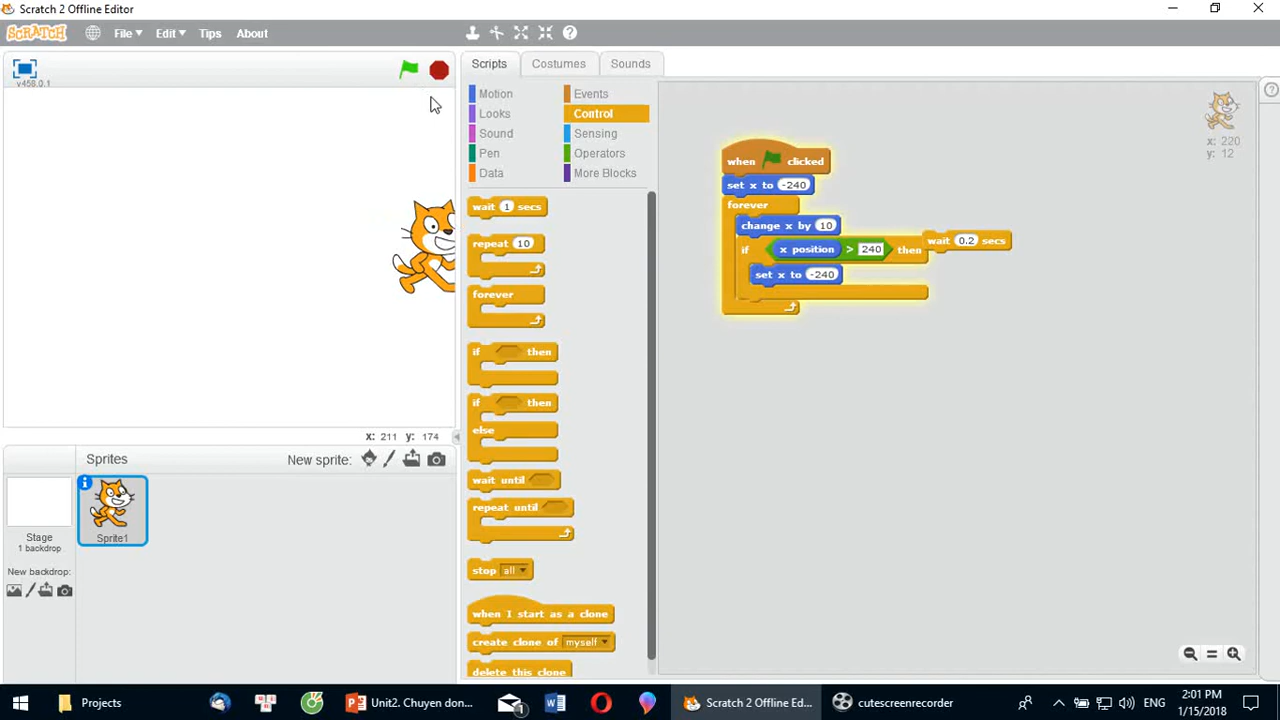 Scratch 2 Offline Editor
SCRATCH
File
Edit
Tips
About
v456.0.1
Scripts
Costumes
Sounds
Motion
Events
Looks
Control
Sound
Sensing
Pen
Operators
Data
More Blocks
wait 1 secs
repeat 10
forever
if then
if then
else
wait until
repeat until
stop all
when I start as a clone
create clone of myself
delete this clone
when clicked
set x to -240
forever
change x by 10
if x position > 240 then
set x to -240
wait 0.2 secs
x: 220
y: 12
x: 211 y: 174
Sprites
New sprite:
Stage
1 backdrop
New backdrop:
Sprite1
Projects
Unit2. Chuyen don...
1
Scratch 2 Offline Edi...
cutescreenrecorder
ENG
2:01 PM
1/15/2018